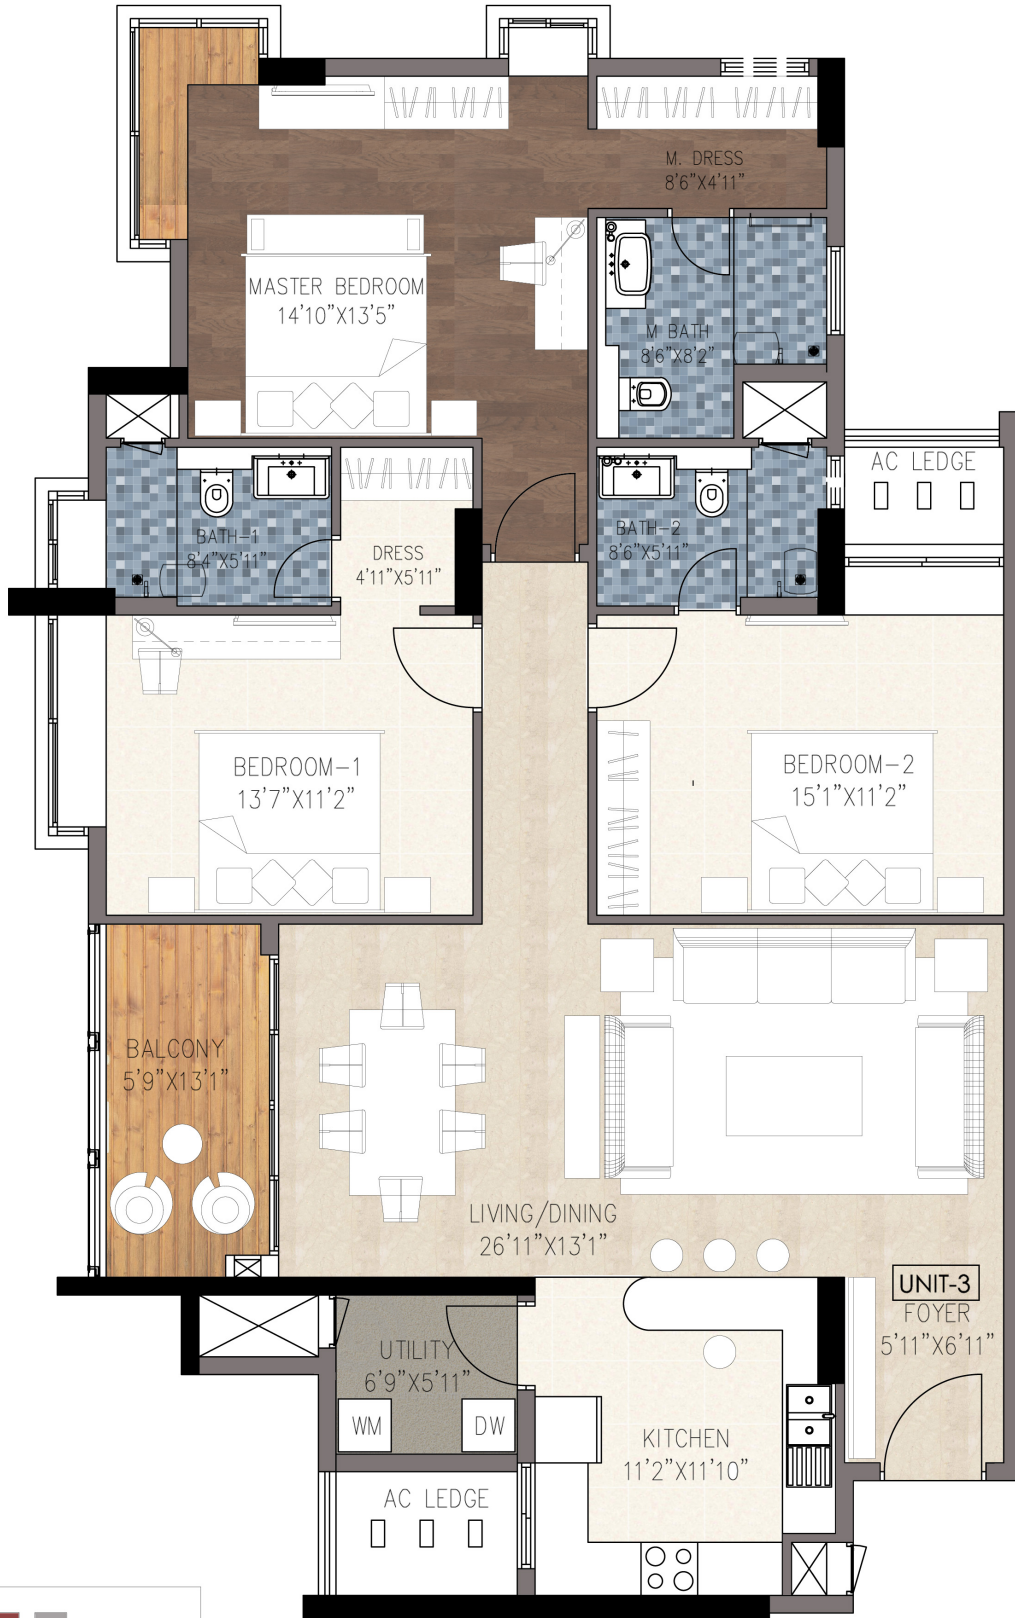 M. DRESS
8'6"X4'11"
MASTER BEDROOM
14'10"X13'5"
M BATH
8'6"X8'2"
AC LEDGE
BATH-1
8'4"X5'11"
DRESS
4'11"X5'11"
BATH-2
8'6"X5'11"
BEDROOM-1
13'7"X11'2"
BEDROOM-2
15'1"X11'2"
BALCONY
5'9"X13'1"
LIVING/DINING
26'11"X13'1"
UNIT-3
FOYER
5'11"X6'11"
UTILITY
6'9"X5'11"
WM
DW
KITCHEN
11'2"X11'10"
AC LEDGE